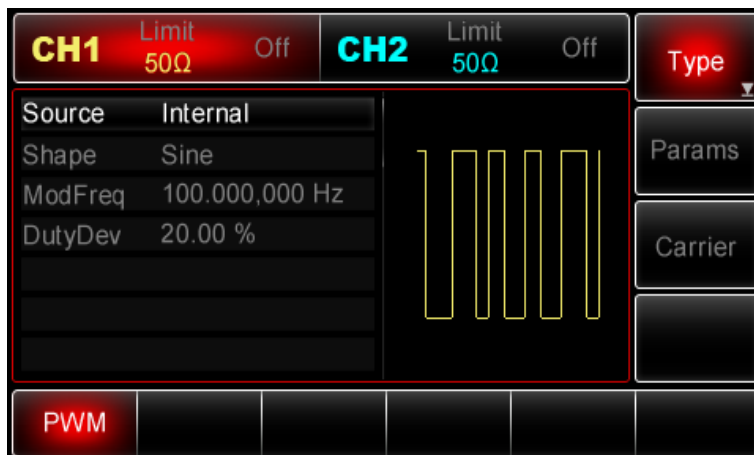 CH1 Limit 50Ω Off CH2 Limit 50Ω Off
Type
Source Internal
Shape Sine
ModFreq 100.000,000 Hz
DutyDev 20.00 %
Params
Carrier
PWM